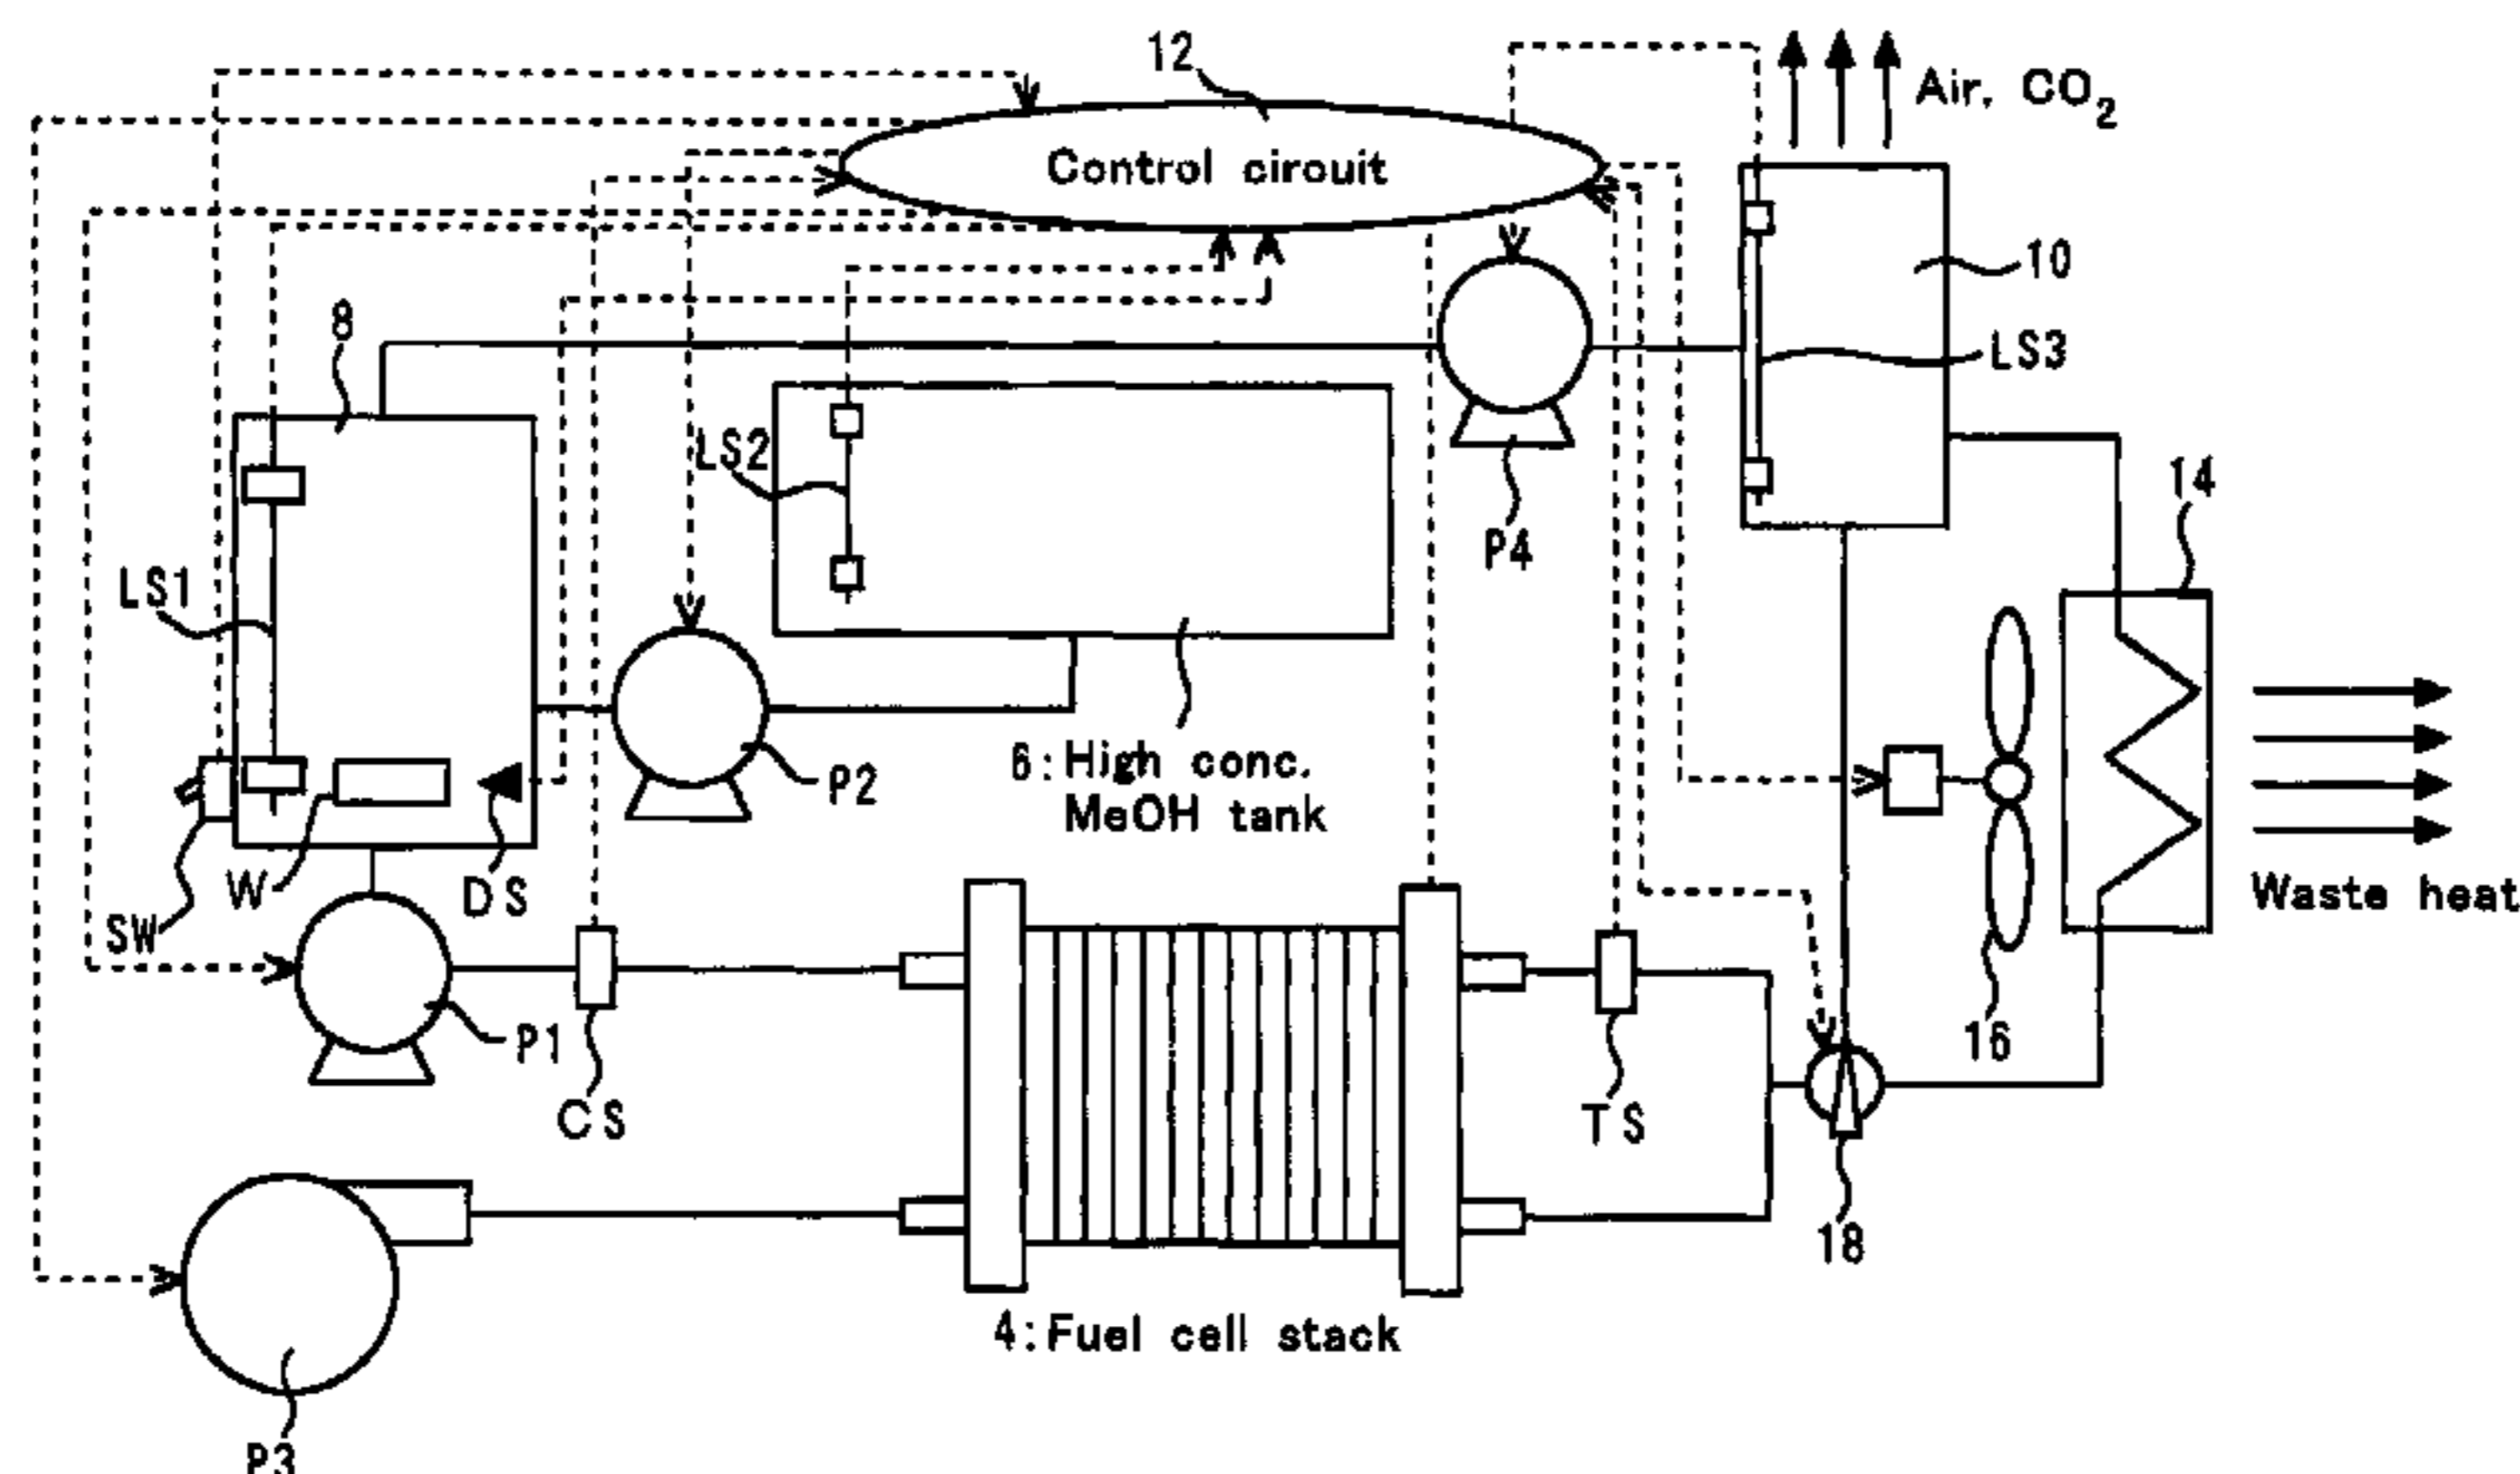 12
Air, CO2
Control circuit
10
8
LS3
LS2
14
P4
LS1
6:High conc.
MeOH tank
P2
W
DS
SW
Waste heat
P1
16
CS
TS
18
4:Fuel cell stack
P3